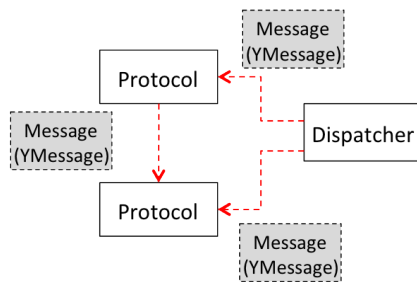 Message
(YMessage)
Protocol
Message
(YMessage)
Dispatcher
Protocol
Message
(YMessage)